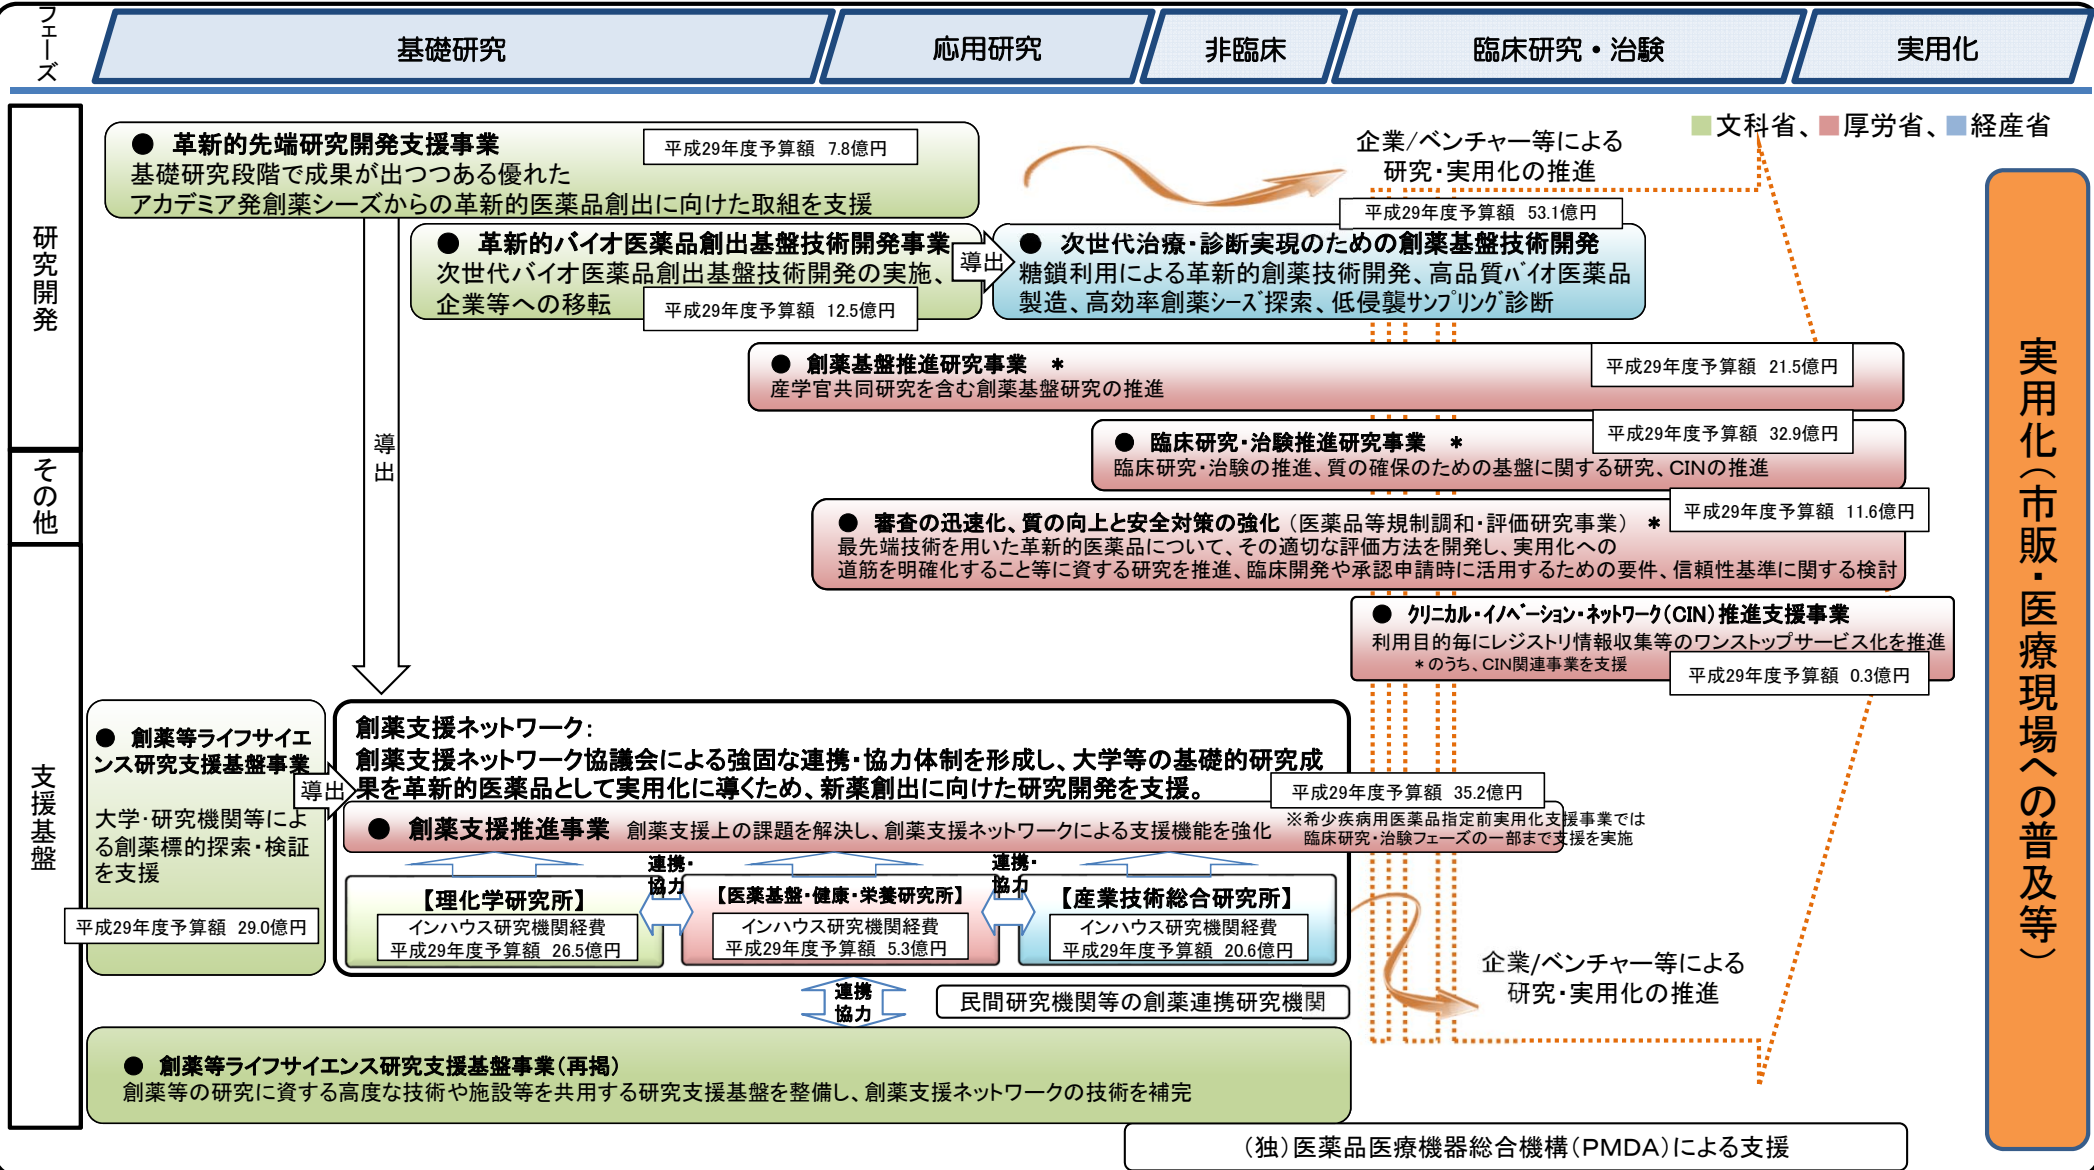 フェーズ
基礎研究
応用研究
非臨床
臨床研究・治験
実用化
■文科省、■厚労省、■経産省
研究開発
その他
支援基盤
● 革新的先端研究開発支援事業
平成29年度予算額 7.8億円
基礎研究段階で成果が出つつある優れた
アカデミア発創薬シーズからの革新的医薬品創出に向けた取組を支援
企業/ベンチャー等による
研究・実用化の推進
● 革新的バイオ医薬品創出基盤技術開発事業
次世代バイオ医薬品創出基盤技術開発の実施、
企業等への移転
平成29年度予算額 12.5億円
導出
平成29年度予算額 53.1億円
● 次世代治療・診断実現のための創薬基盤技術開発
糖鎖利用による革新的創薬技術開発、高品質バイオ医薬品
製造、高効率創薬シーズ探索、低侵襲サンプリング診断
● 創薬基盤推進研究事業 *
平成29年度予算額 21.5億円
産学官共同研究を含む創薬基盤研究の推進
● 臨床研究・治験推進研究事業 *
平成29年度予算額 32.9億円
臨床研究・治験の推進、質の確保のための基盤に関する研究、CINの推進
導出
● 審査の迅速化、質の向上と安全対策の強化(医薬品等規制調和・評価研究事業) *
平成29年度予算額 11.6億円
最先端技術を用いた革新的医薬品について、その適切な評価方法を開発し、実用化への
道筋を明確化すること等に資する研究を推進、臨床開発や承認申請時に活用するための要件、信頼性基準に関する検討
● クリニカル・イノベーション・ネットワーク(CIN)推進支援事業
利用目的毎にレジストリ情報収集等のワンストップサービス化を推進
*のうち、CIN関連事業を支援
平成29年度予算額 0.3億円
実用化(市販・医療現場への普及等)
● 創薬等ライフサイエ
ンス研究支援基盤事業
大学・研究機関等によ
る創薬標的探索・検証
を支援
平成29年度予算額 29.0億円
導出
創薬支援ネットワーク:
創薬支援ネットワーク協議会による強固な連携・協力体制を形成し、大学等の基礎的研究成
果を革新的医薬品として実用化に導くため、新薬創出に向けた研究開発を支援。
平成29年度予算額 35.2億円
● 創薬支援推進事業 創薬支援上の課題を解決し、創薬支援ネットワークによる支援機能を強化
※希少疾病用医薬品指定前実用化支援事業では
臨床研究・治験フェーズの一部まで支援を実施
連携・
協力
連携・
協力
【理化学研究所】
インハウス研究機関経費
平成29年度予算額 26.5億円
【医薬基盤・健康・栄養研究所】
インハウス研究機関経費
平成29年度予算額 5.3億円
【産業技術総合研究所】
インハウス研究機関経費
平成29年度予算額 20.6億円
企業/ベンチャー等による
研究・実用化の推進
連携
協力
民間研究機関等の創薬連携研究機関
● 創薬等ライフサイエンス研究支援基盤事業(再掲)
創薬等の研究に資する高度な技術や施設等を共用する研究支援基盤を整備し、創薬支援ネットワークの技術を補完
(独)医薬品医療機器総合機構(PMDA)による支援